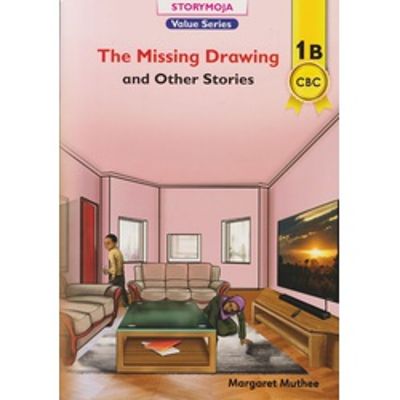 STORYMOJA
Value Series
1B
CBC
The Missing Drawing
and Other Stories
Margaret Muthee